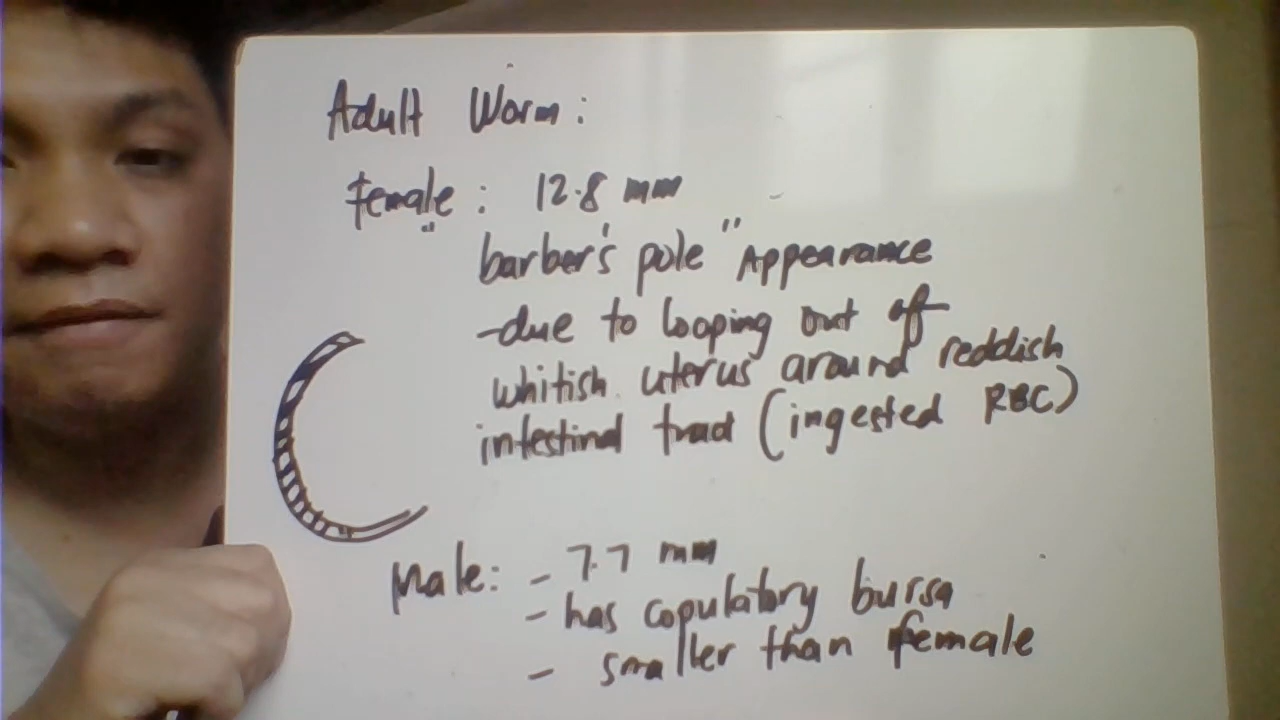 Adult Worm:
Female: 12.8 mm
"barber's pole" Appearance
- due to looping out of
whitish uterus around reddish
intestinal tract (ingested RBC)
Male: - 7.7 mm
- has copulatory bursa
- smaller than female